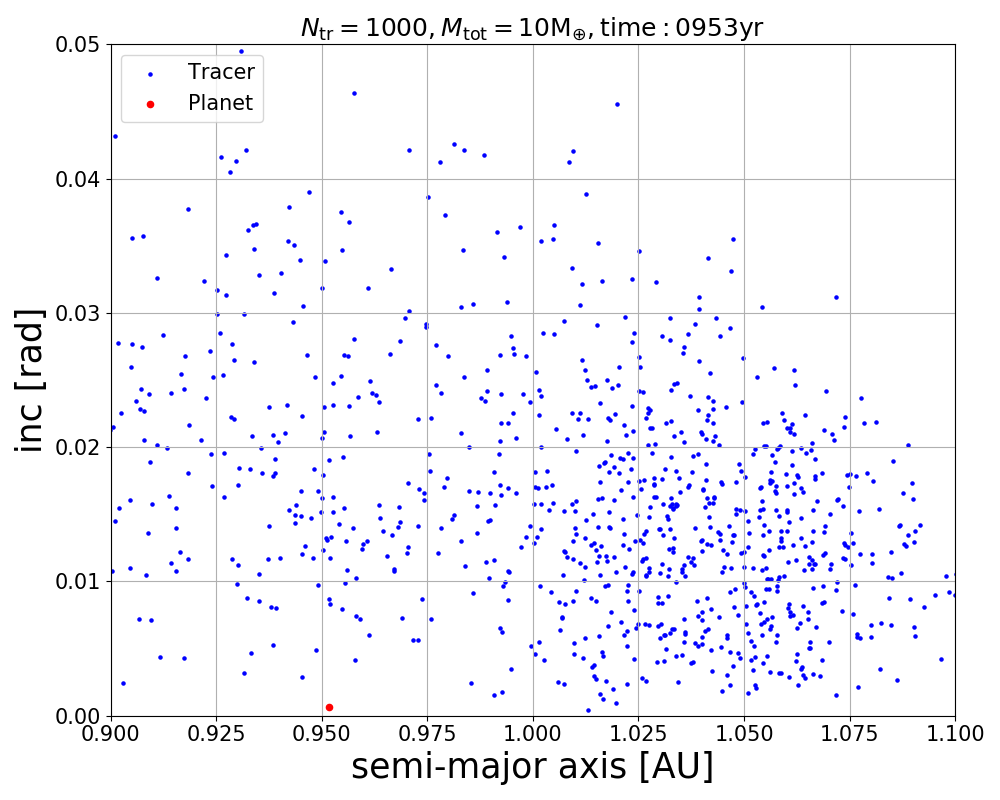 N_tr = 1000, M_tot = 10M_⊕, time : 0953yr
Tracer
Planet
0.05
0.04
0.03
0.02
0.01
0.00
inc [rad]
0.900 0.925 0.950 0.975 1.000 1.025 1.050 1.075 1.100
semi-major axis [AU]